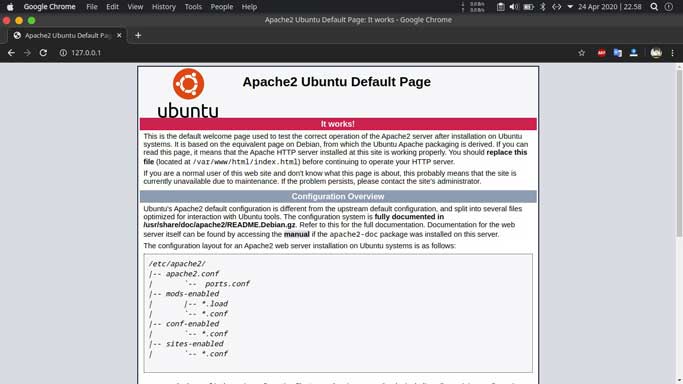 Google Chrome File Edit View History Tools People Help 0.0 B/s 24 Apr 2020 | 22.58
0.0 B/s
Apache2 Ubuntu Default Page: It works - Google Chrome
Apache2 Ubuntu Default Pag
127.0.0.1
ABP
Apache2 Ubuntu Default Page
ubuntu
It works!
This is the default welcome page used to test the correct operation of the Apache2 server after installation on Ubuntu
systems. It is based on the equivalent page on Debian, from which the Ubuntu Apache packaging is derived. If you can
read this page, it means that the Apache HTTP server installed at this site is working properly. You should replace this
file (located at /var/www/html/index.html) before continuing to operate your HTTP server.
If you are a normal user of this web site and don't know what this page is about, this probably means that the site is
currently unavailable due to maintenance. If the problem persists, please contact the site's administrator.
Configuration Overview
Ubuntu's Apache2 default configuration is different from the upstream default configuration, and split into several files
optimized for interaction with Ubuntu tools. The configuration system is fully documented in
/usr/share/doc/apache2/README.Debian.gz. Refer to this for the full documentation. Documentation for the web
server itself can be found by accessing the manual if the apache2-doc package was installed on this server.
The configuration layout for an Apache2 web server installation on Ubuntu systems is as follows:
/etc/apache2/
|-- apache2.conf
|       `--  ports.conf
|-- mods-enabled
|       |-- *.load
|       `-- *.conf
|-- conf-enabled
|       `-- *.conf
|-- sites-enabled
|       `-- *.conf